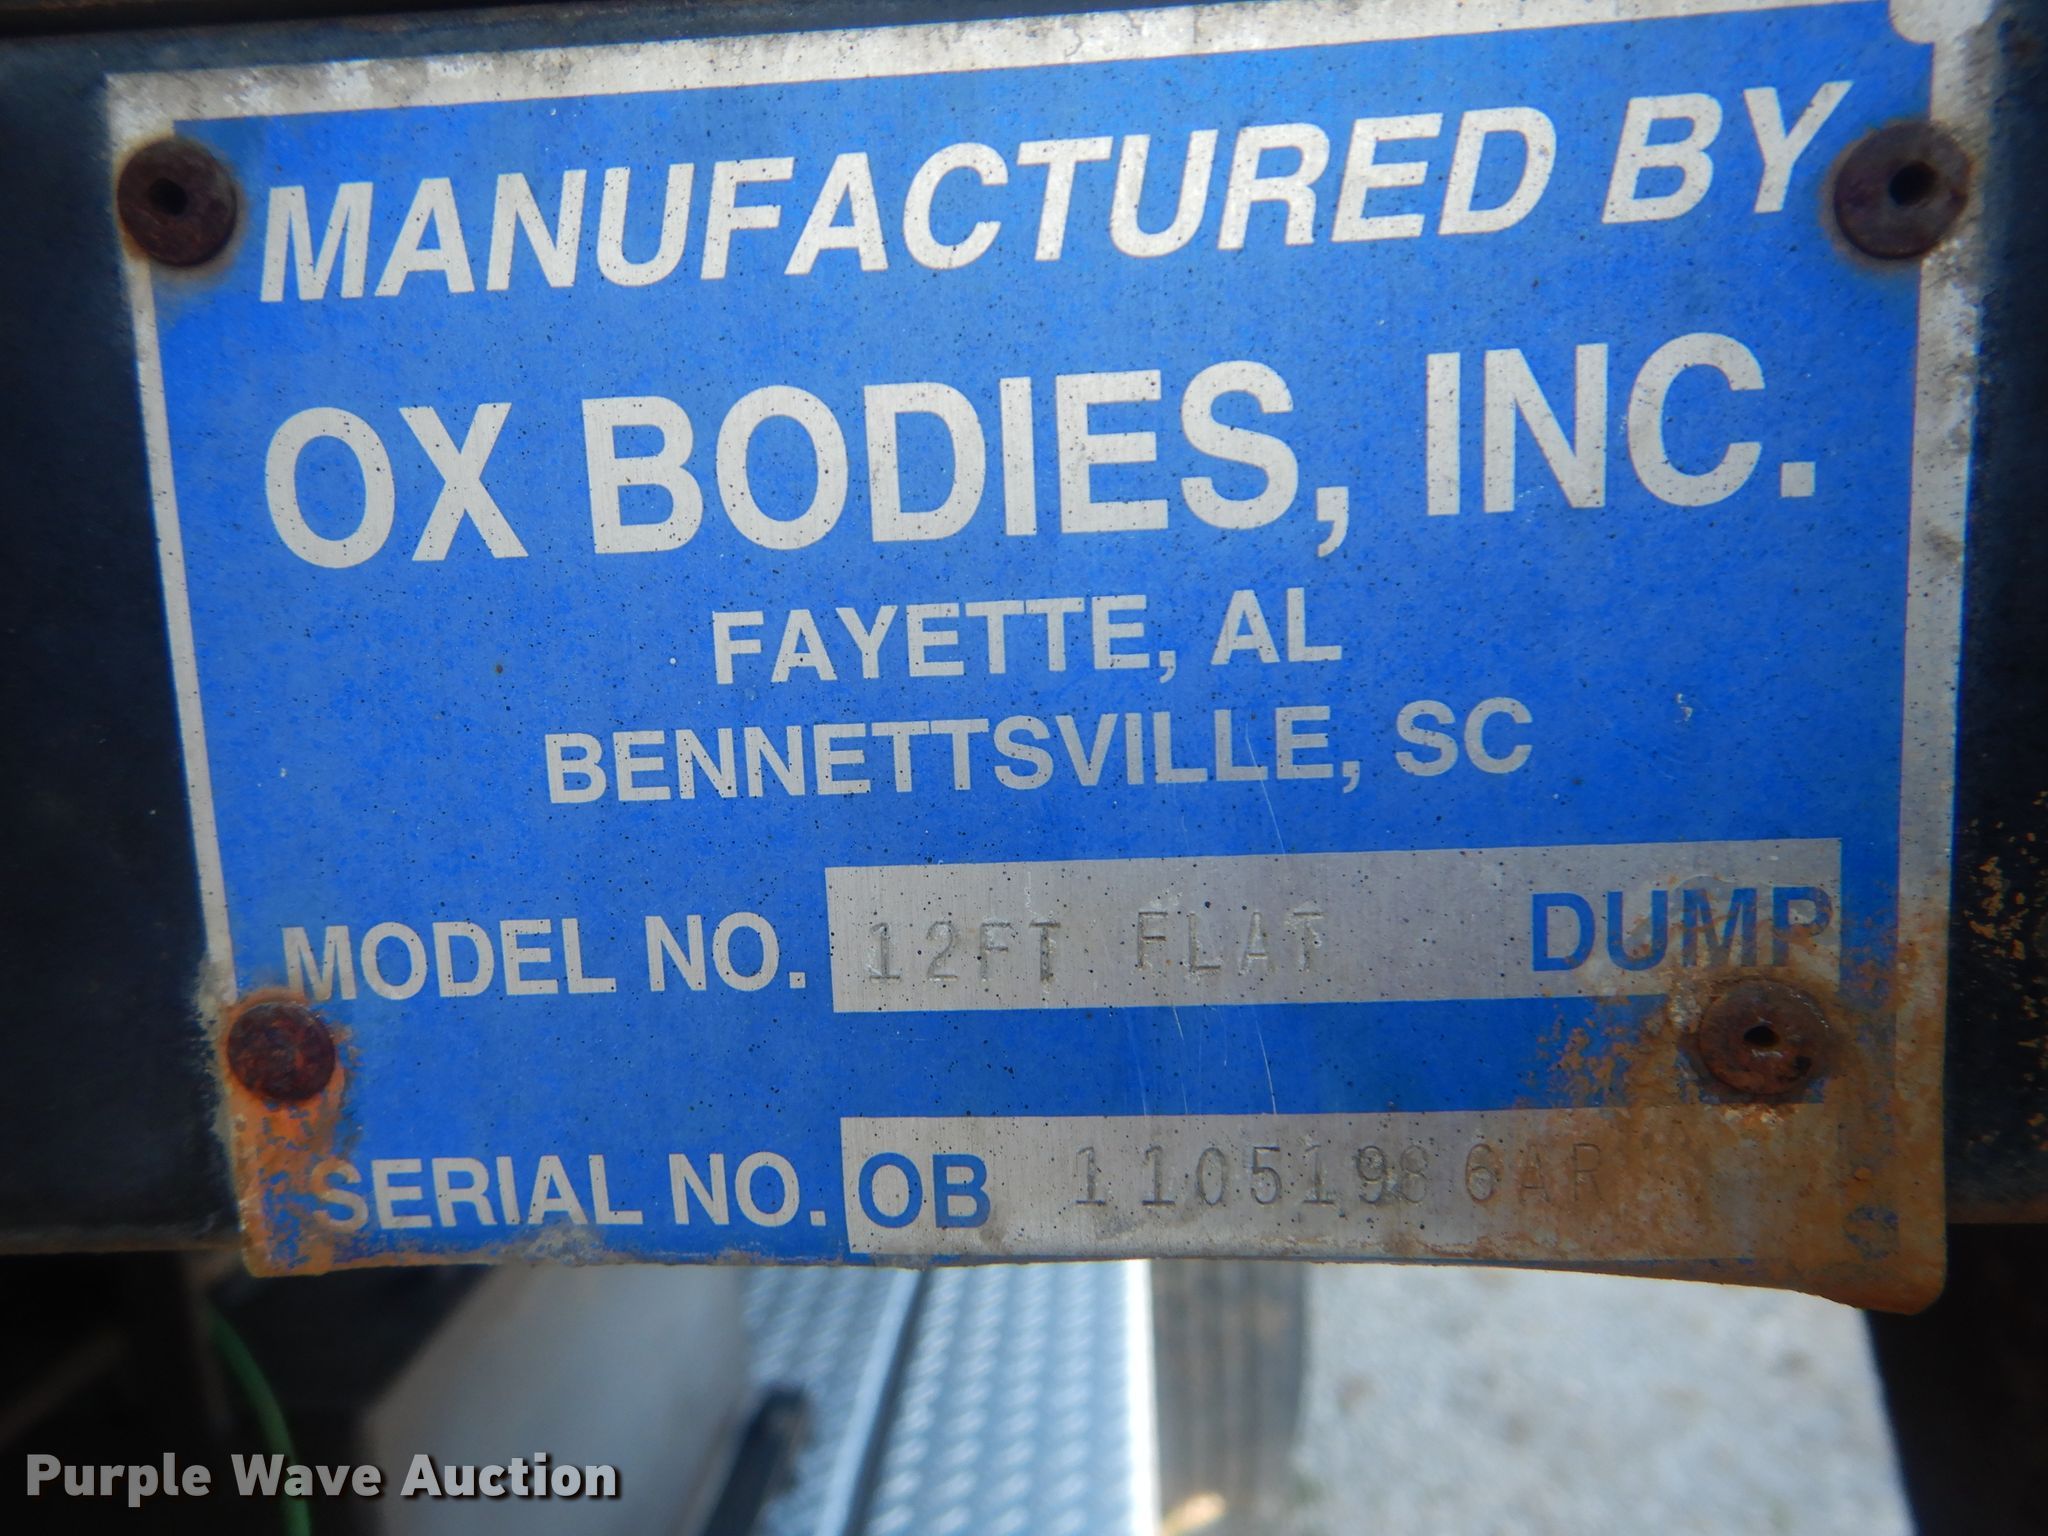 MANUFACTURED BY
OX BODIES, INC.
FAYETTE, AL
BENNETTSVILLE, SC
MODEL NO. 12FT FLAT DUMP
SERIAL NO. OB 11051986AR
Purple Wave Auction